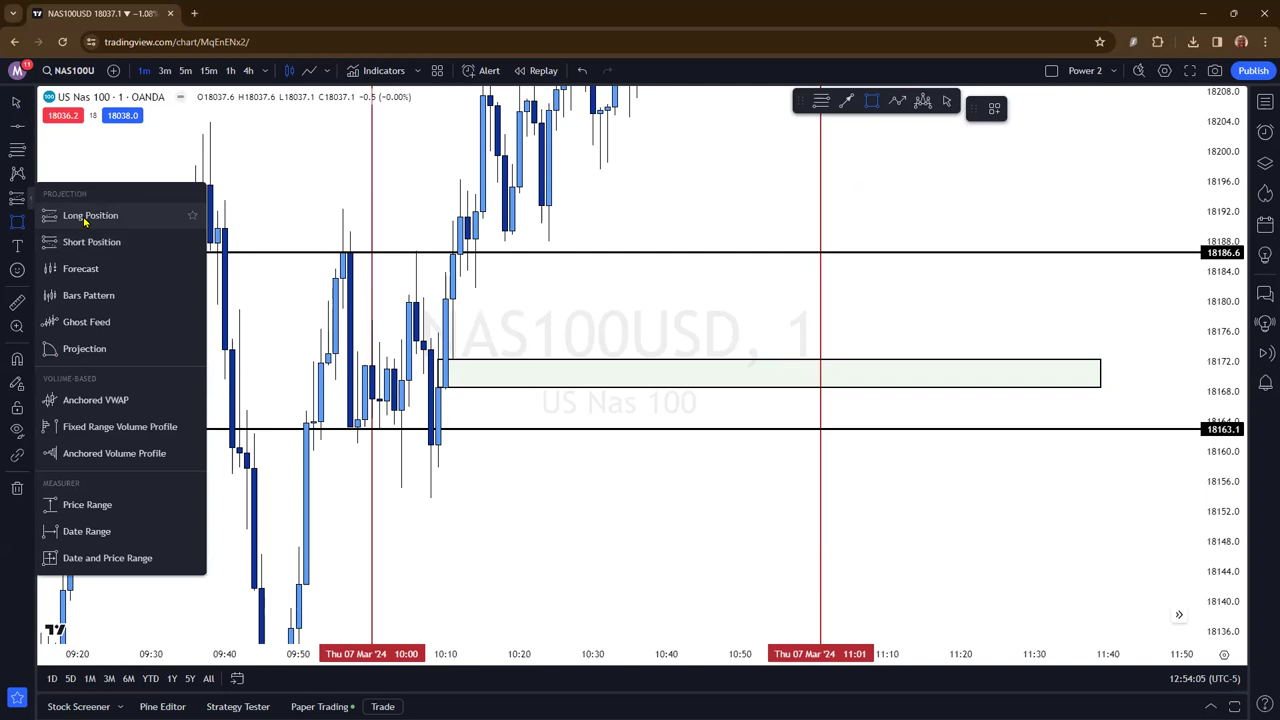 NAS100USD 18037.1 ▼ −1.08%
tradingview.com/chart/MqEnENx2/
M
11
NAS100U
1m 3m 5m 15m 1h 4h
Indicators
Alert
Replay
Power 2
Publish
US Nas 100 · 1 · OANDA
O18037.6 H18037.6 L18037.1 C18037.1 −0.5 (−0.00%)
18036.2 18 18038.0
PROJECTION
Long Position
Short Position
Forecast
Bars Pattern
Ghost Feed
Projection
VOLUME-BASED
Anchored VWAP
Fixed Range Volume Profile
Anchored Volume Profile
MEASURER
Price Range
Date Range
Date and Price Range
NAS100USD, 1
US Nas 100
18208.0
18204.0
18200.0
18196.0
18192.0
18188.0
18186.6
18184.0
18180.0
18176.0
18172.0
18168.0
18163.1
18160.0
18156.0
18152.0
18148.0
18144.0
18140.0
18136.0
09:20 09:30 09:40 09:50 Thu 07 Mar '24 10:00 10:10 10:20 10:30 10:40 10:50 Thu 07 Mar '24 11:01 11:10 11:20 11:30 11:40 11:50
1D 5D 1M 3M 6M YTD 1Y 5Y All
12:54:05 (UTC-5)
Stock Screener Pine Editor Strategy Tester Paper Trading Trade